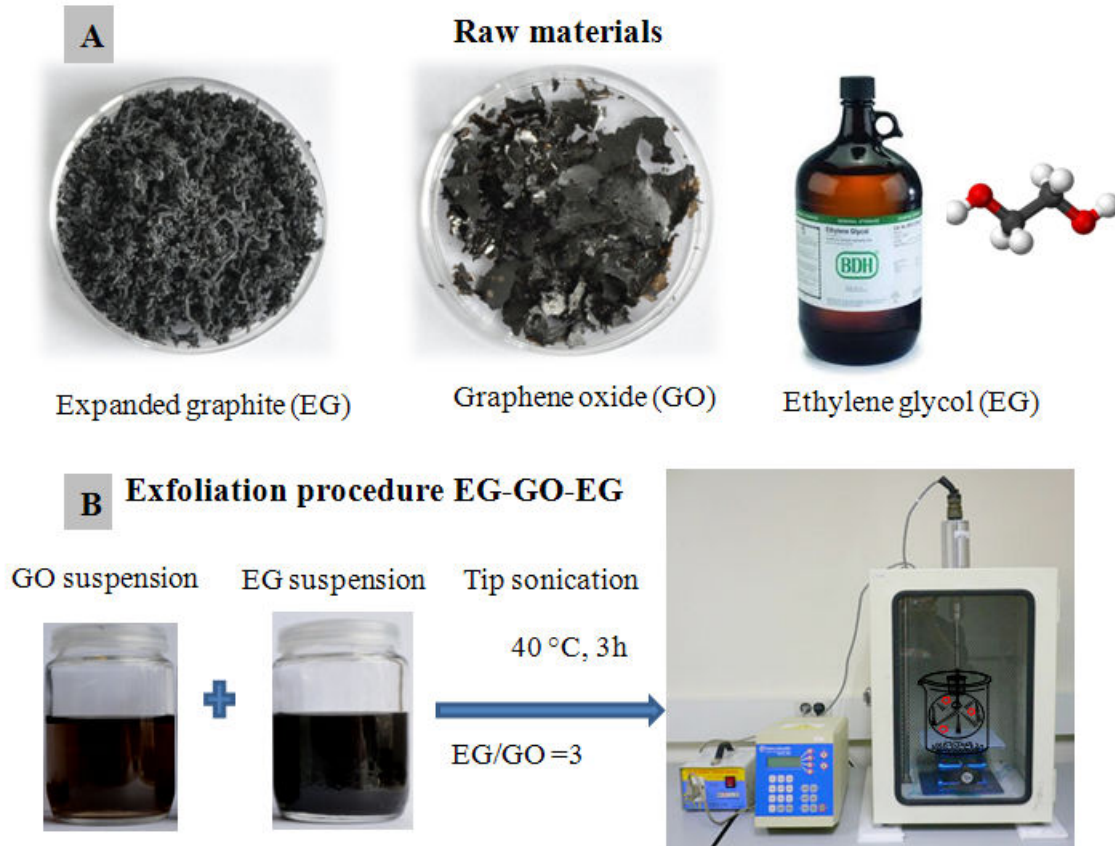 A
Raw materials
Ethylene Glycol
BDH
Expanded graphite (EG)
Graphene oxide (GO)
Ethylene glycol (EG)
B
Exfoliation procedure EG-GO-EG
GO suspension
EG suspension
Tip sonication
40 °C, 3h
EG/GO =3